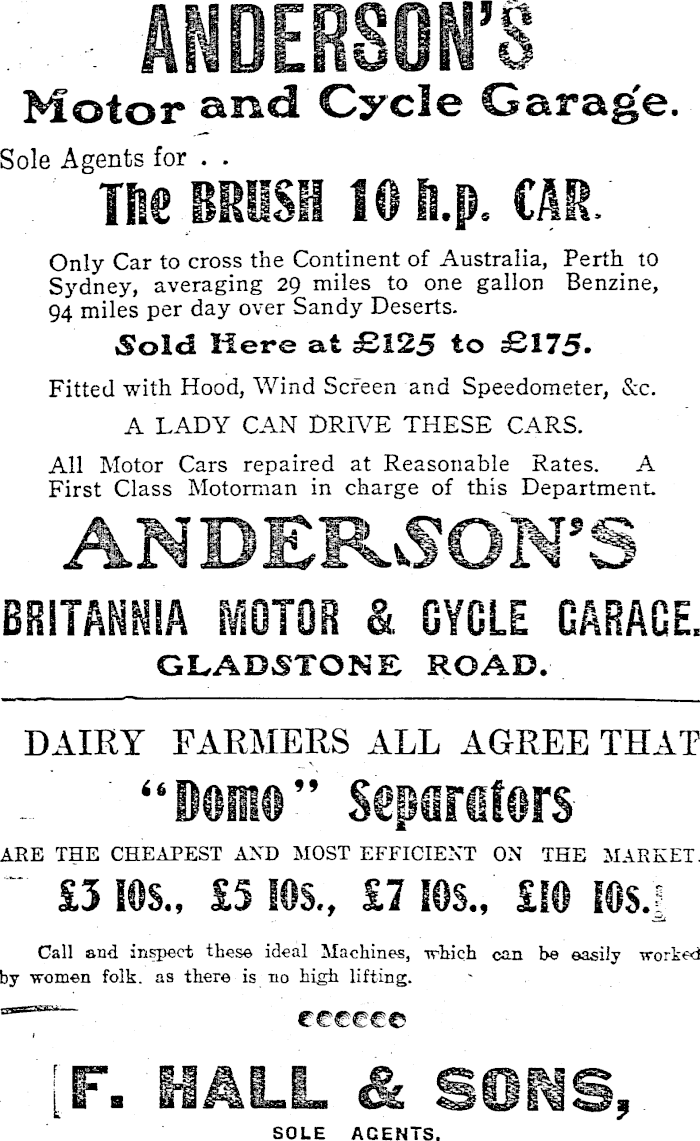 ANDERSON'S
Motor and Cycle Garage.
Sole Agents for . .
The BRUSH 10 h.p. CAR.
Only Car to cross the Continent of Australia, Perth to
Sydney, averaging 29 miles to one gallon Benzine,
94 miles per day over Sandy Deserts.
Sold Here at £125 to £175.
Fitted with Hood, Wind Screen and Speedometer, &c.
A LADY CAN DRIVE THESE CARS.
All Motor Cars repaired at Reasonable Rates. A
First Class Motorman in charge of this Department.
ANDERSON'S
BRITANNIA MOTOR & CYCLE GARAGE.
GLADSTONE ROAD.
DAIRY FARMERS ALL AGREE THAT
"Domo" Separators
ARE THE CHEAPEST AND MOST EFFICIENT ON THE MARKET.
£3 10s., £5 10s., £7 10s., £10 10s.
Call and inspect these ideal Machines, which can be easily worked
by women folk. as there is no high lifting.
F. HALL & SONS,
SOLE AGENTS.